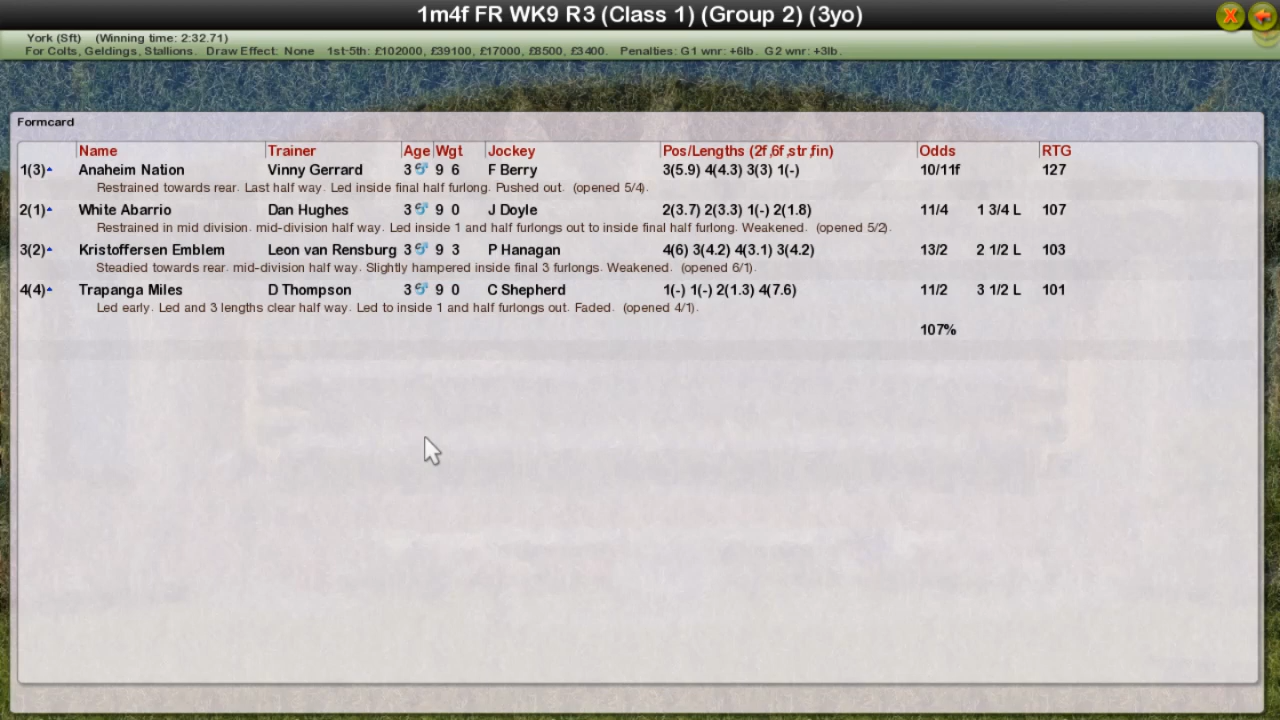 1m4f FR WK9 R3 (Class 1) (Group 2) (3yo)
York (Sft) (Winning time: 2:32.71)
For Colts, Geldings, Stallions. Draw Effect: None 1st-5th: £102000, £39100, £17000, £8500, £3400. Penalties: G1 wnr: +6lb. G2 wnr: +3lb.
Formcard
Name Trainer Age Wgt Jockey Pos/Lengths (2f,6f,str,fin) Odds RTG
1(3) Anaheim Nation Vinny Gerrard 3 9 6 F Berry 3(5.9) 4(4.3) 3(3) 1(-) 10/11f 127
Restrained towards rear. Last half way. Led inside final half furlong. Pushed out. (opened 5/4).
2(1) White Abarrio Dan Hughes 3 9 0 J Doyle 2(3.7) 2(3.3) 1(-) 2(1.8) 11/4 1 3/4 L 107
Restrained in mid division. mid-division half way. Led inside 1 and half furlongs out to inside final half furlong. Weakened. (opened 5/2).
3(2) Kristoffersen Emblem Leon van Rensburg 3 9 3 P Hanagan 4(6) 3(4.2) 4(3.1) 3(4.2) 13/2 2 1/2 L 103
Steadied towards rear. mid-division half way. Slightly hampered inside final 3 furlongs. Weakened. (opened 6/1).
4(4) Trapanga Miles D Thompson 3 9 0 C Shepherd 1(-) 1(-) 2(1.3) 4(7.6) 11/2 3 1/2 L 101
Led early. Led and 3 lengths clear half way. Led to inside 1 and half furlongs out. Faded. (opened 4/1).
107%